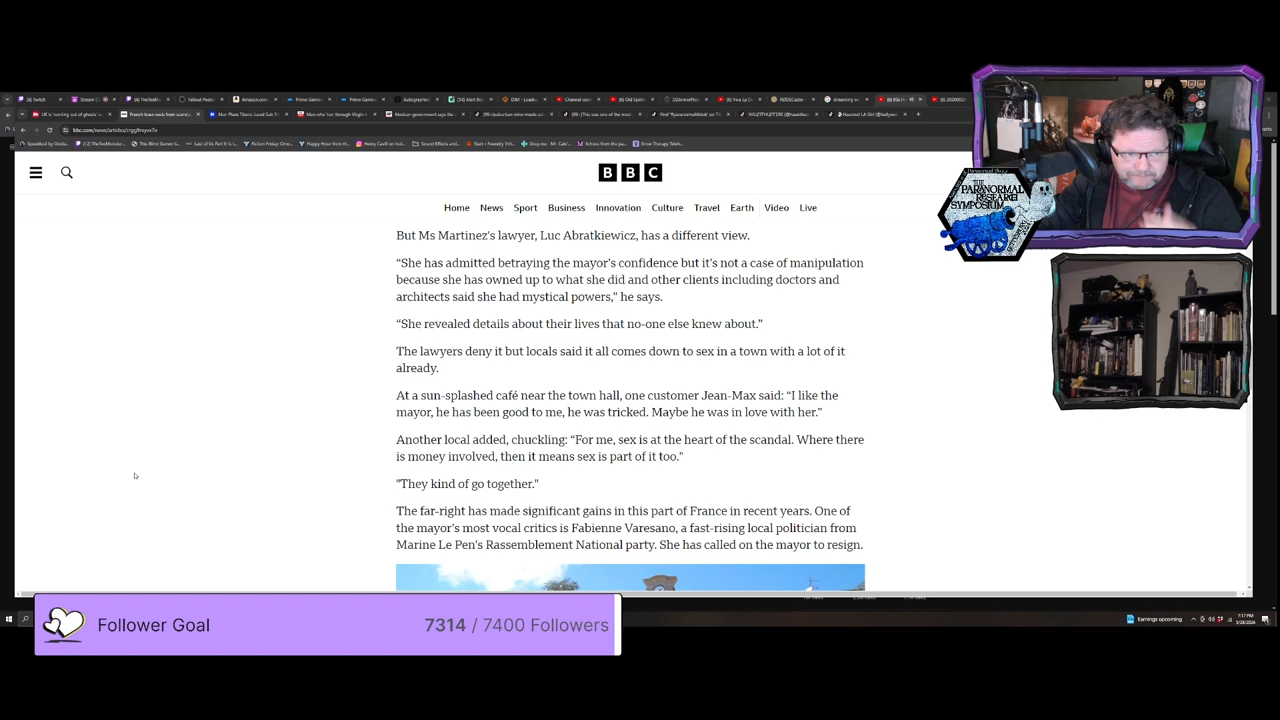 bbc.com/news/articles/
BBC
Home News Sport Business Innovation Culture Travel Earth Video Live
But Ms Martinez's lawyer, Luc Abratkiewicz, has a different view.
“She has admitted betraying the mayor’s confidence but it’s not a case of manipulation
because she has owned up to what she did and other clients including doctors and
architects said she had mystical powers,” he says.
“She revealed details about their lives that no-one else knew about.”
The lawyers deny it but locals said it all comes down to sex in a town with a lot of it
already.
At a sun-splashed café near the town hall, one customer Jean-Max said: “I like the
mayor, he has been good to me, he was tricked. Maybe he was in love with her.”
Another local added, chuckling: “For me, sex is at the heart of the scandal. Where there
is money involved, then it means sex is part of it too.”
"They kind of go together."
The far-right has made significant gains in this part of France in recent years. One of
the mayor’s most vocal critics is Fabienne Varesano, a fast-rising local politician from
Marine Le Pen’s Rassemblement National party. She has called on the mayor to resign.
THE
PARANORMAL
RESEARCH
SYMPOSIUM
Follower Goal 7314 / 7400 Followers
Earnings upcoming
7:17 PM